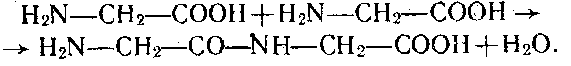 H₂N—CH₂—COOH+H₂N—CH₂—COOH→
→ H₂N—CH₂—CO—NH—CH₂—COOH+H₂O.